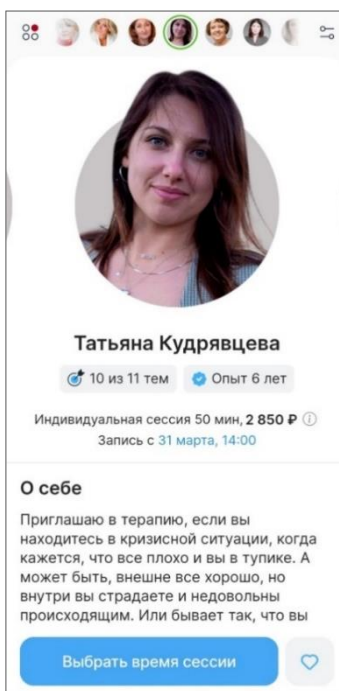 Татьяна Кудрявцева
10 из 11 тем
Опыт 6 лет
Индивидуальная сессия 50 мин, 2 850 ₽
Запись с 31 марта, 14:00
О себе
Приглашаю в терапию, если вы
находитесь в кризисной ситуации, когда
кажется, что все плохо и вы в тупике. А
может быть, внешне все хорошо, но
внутри вы страдаете и недовольны
происходящим. Или бывает так, что вы
Выбрать время сессии